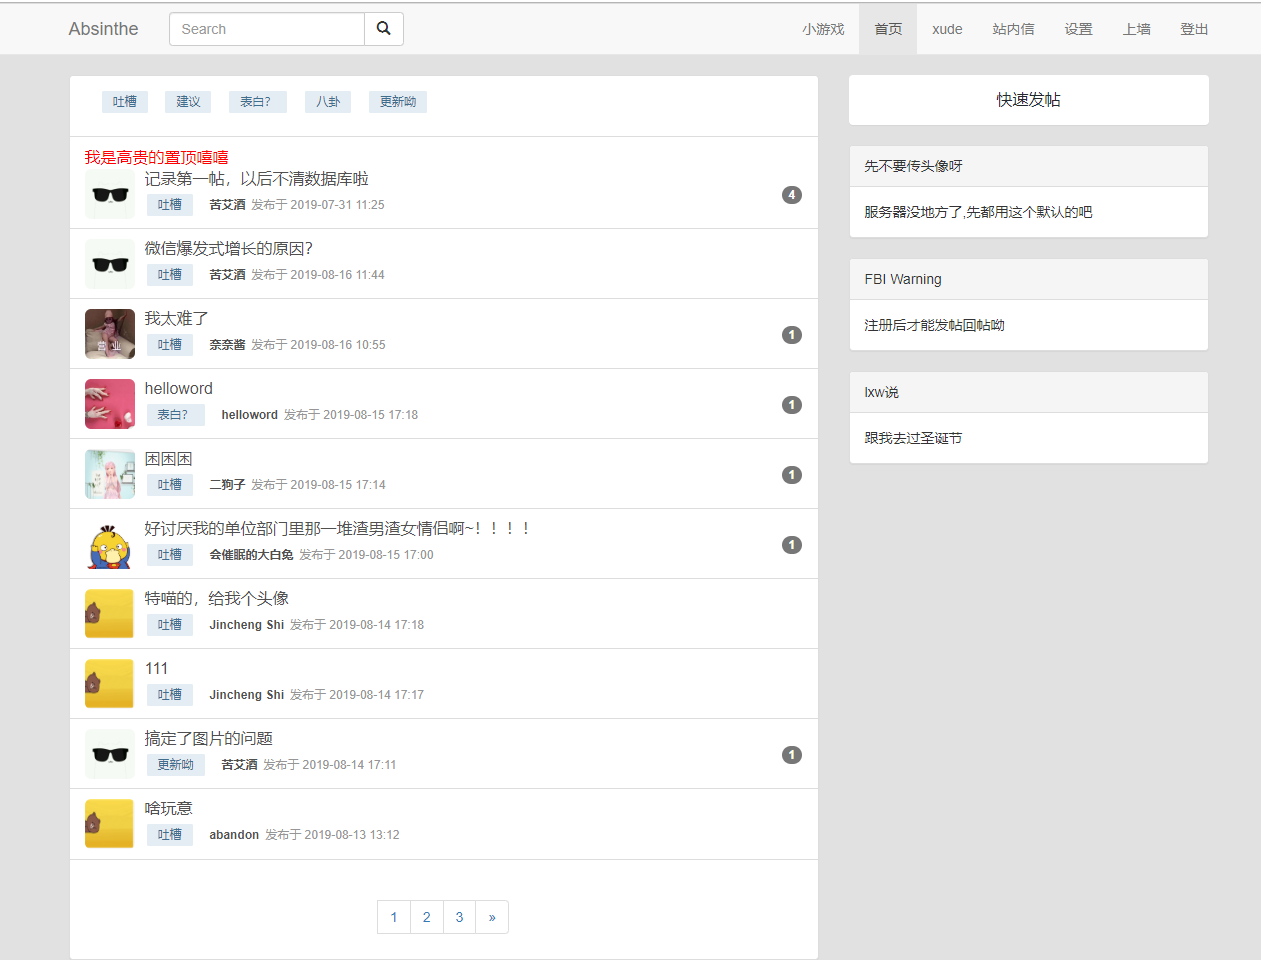 Absinthe
Search
小游戏
首页
xude
站内信
设置
上墙
登出
吐槽
建议
表白？
八卦
更新呦
我是高贵的置顶嘻嘻
记录第一帖，以后不清数据库啦
吐槽 苦艾酒 发布于 2019-07-31 11:25
4
微信爆发式增长的原因？
吐槽 苦艾酒 发布于 2019-08-16 11:44
我太难了
吐槽 奈奈酱 发布于 2019-08-16 10:55
1
营 业
helloword
表白？ helloword 发布于 2019-08-15 17:18
1
困困困
吐槽 二狗子 发布于 2019-08-15 17:14
1
好讨厌我的单位部门里那一堆渣男渣女情侣啊~！！！！
吐槽 会催眠的大白兔 发布于 2019-08-15 17:00
1
特喵的，给我个头像
吐槽 Jincheng Shi 发布于 2019-08-14 17:18
111
吐槽 Jincheng Shi 发布于 2019-08-14 17:17
搞定了图片的问题
更新呦 苦艾酒 发布于 2019-08-14 17:11
1
啥玩意
吐槽 abandon 发布于 2019-08-13 13:12
1
2
3
»
快速发帖
先不要传头像呀
服务器没地方了,先都用这个默认的吧
FBI Warning
注册后才能发帖回帖呦
lxw说
跟我去过圣诞节